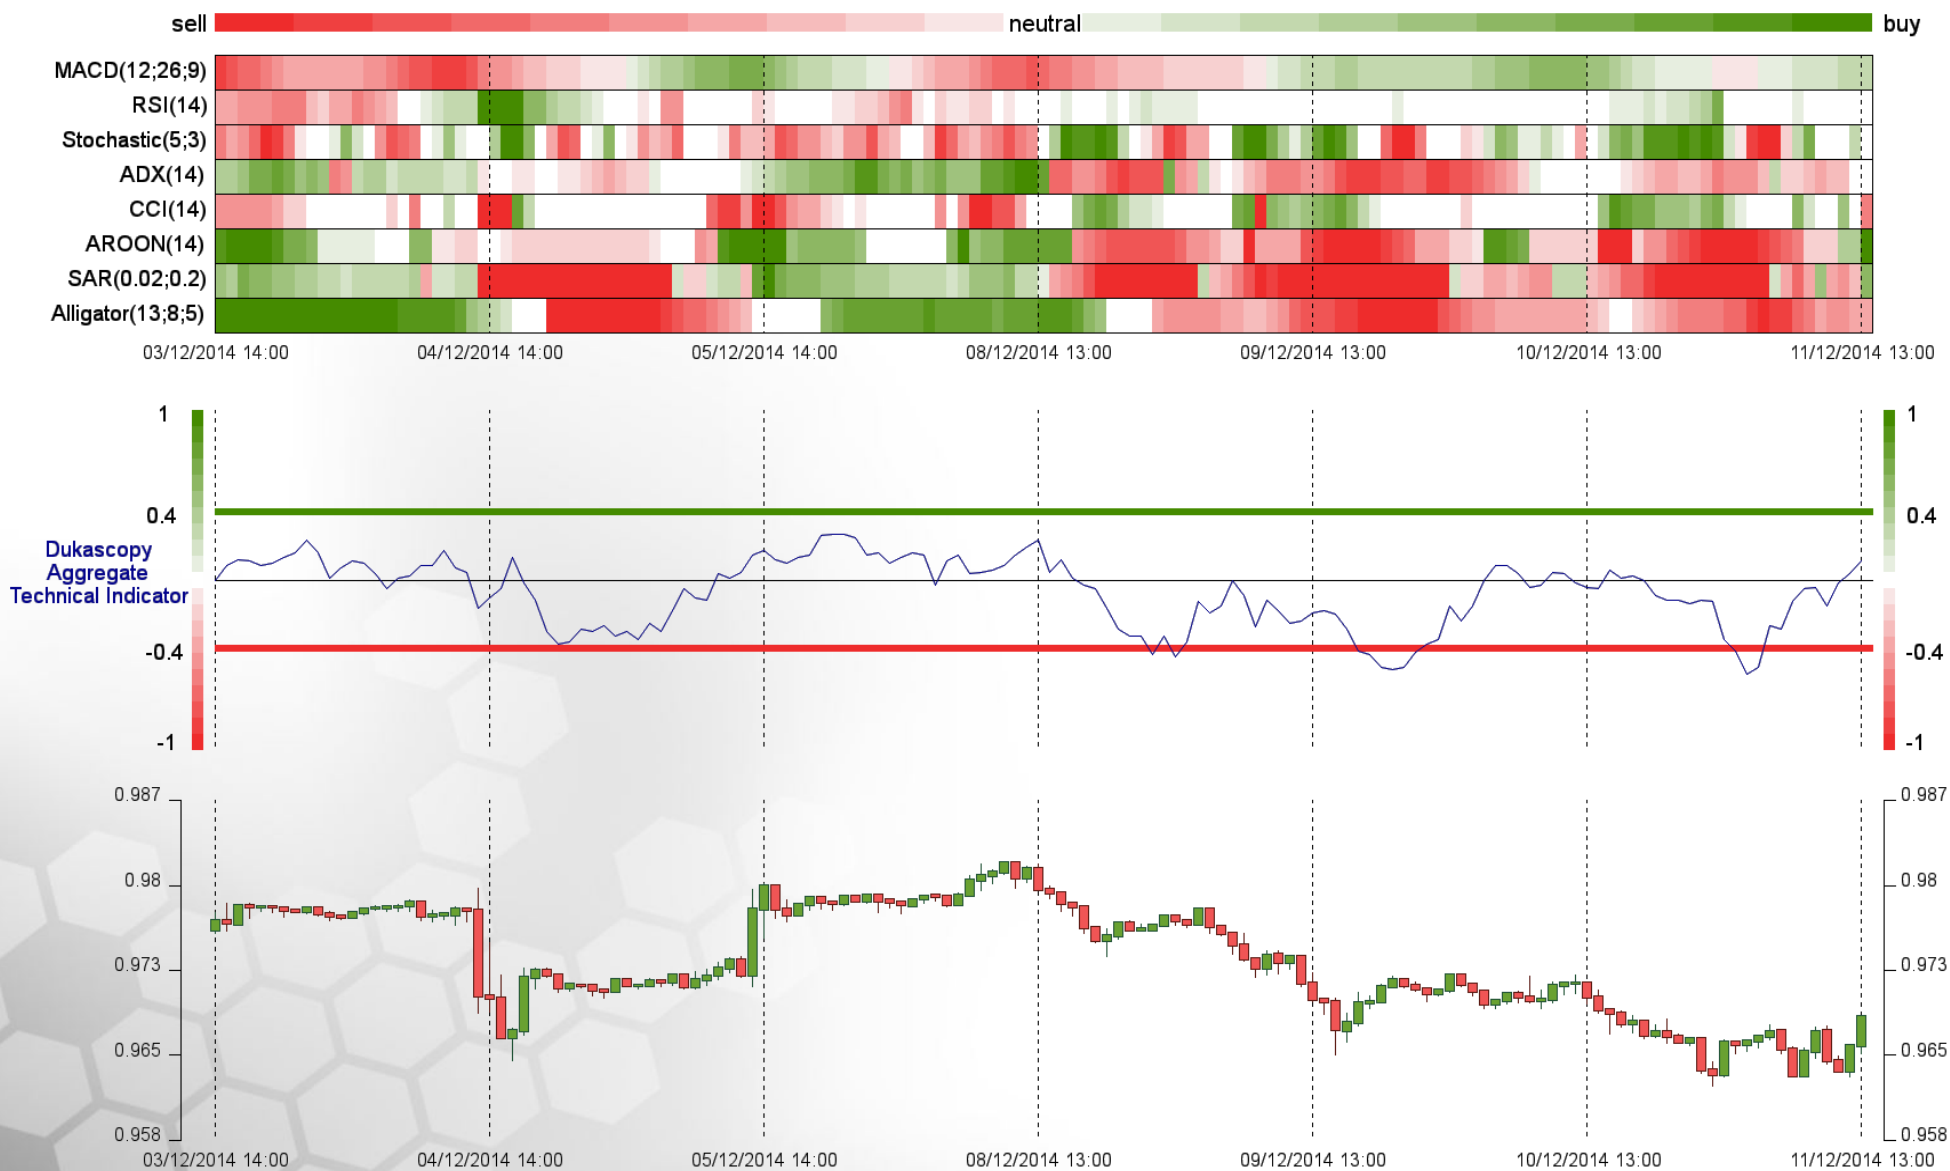 sell neutral buy
MACD(12;26;9)
RSI(14)
Stochastic(5;3)
ADX(14)
CCI(14)
AROON(14)
SAR(0.02;0.2)
Alligator(13;8;5)
03/12/2014 14:00 04/12/2014 14:00 05/12/2014 14:00 08/12/2014 13:00 09/12/2014 13:00 10/12/2014 13:00 11/12/2014 13:00
1 1
0.4 0.4
Dukascopy
Aggregate
Technical Indicator
-0.4 -0.4
-1 -1
0.987 0.987
0.98 0.98
0.973 0.973
0.965 0.965
0.958 0.958
03/12/2014 14:00 04/12/2014 14:00 05/12/2014 14:00 08/12/2014 13:00 09/12/2014 13:00 10/12/2014 13:00 11/12/2014 13:00